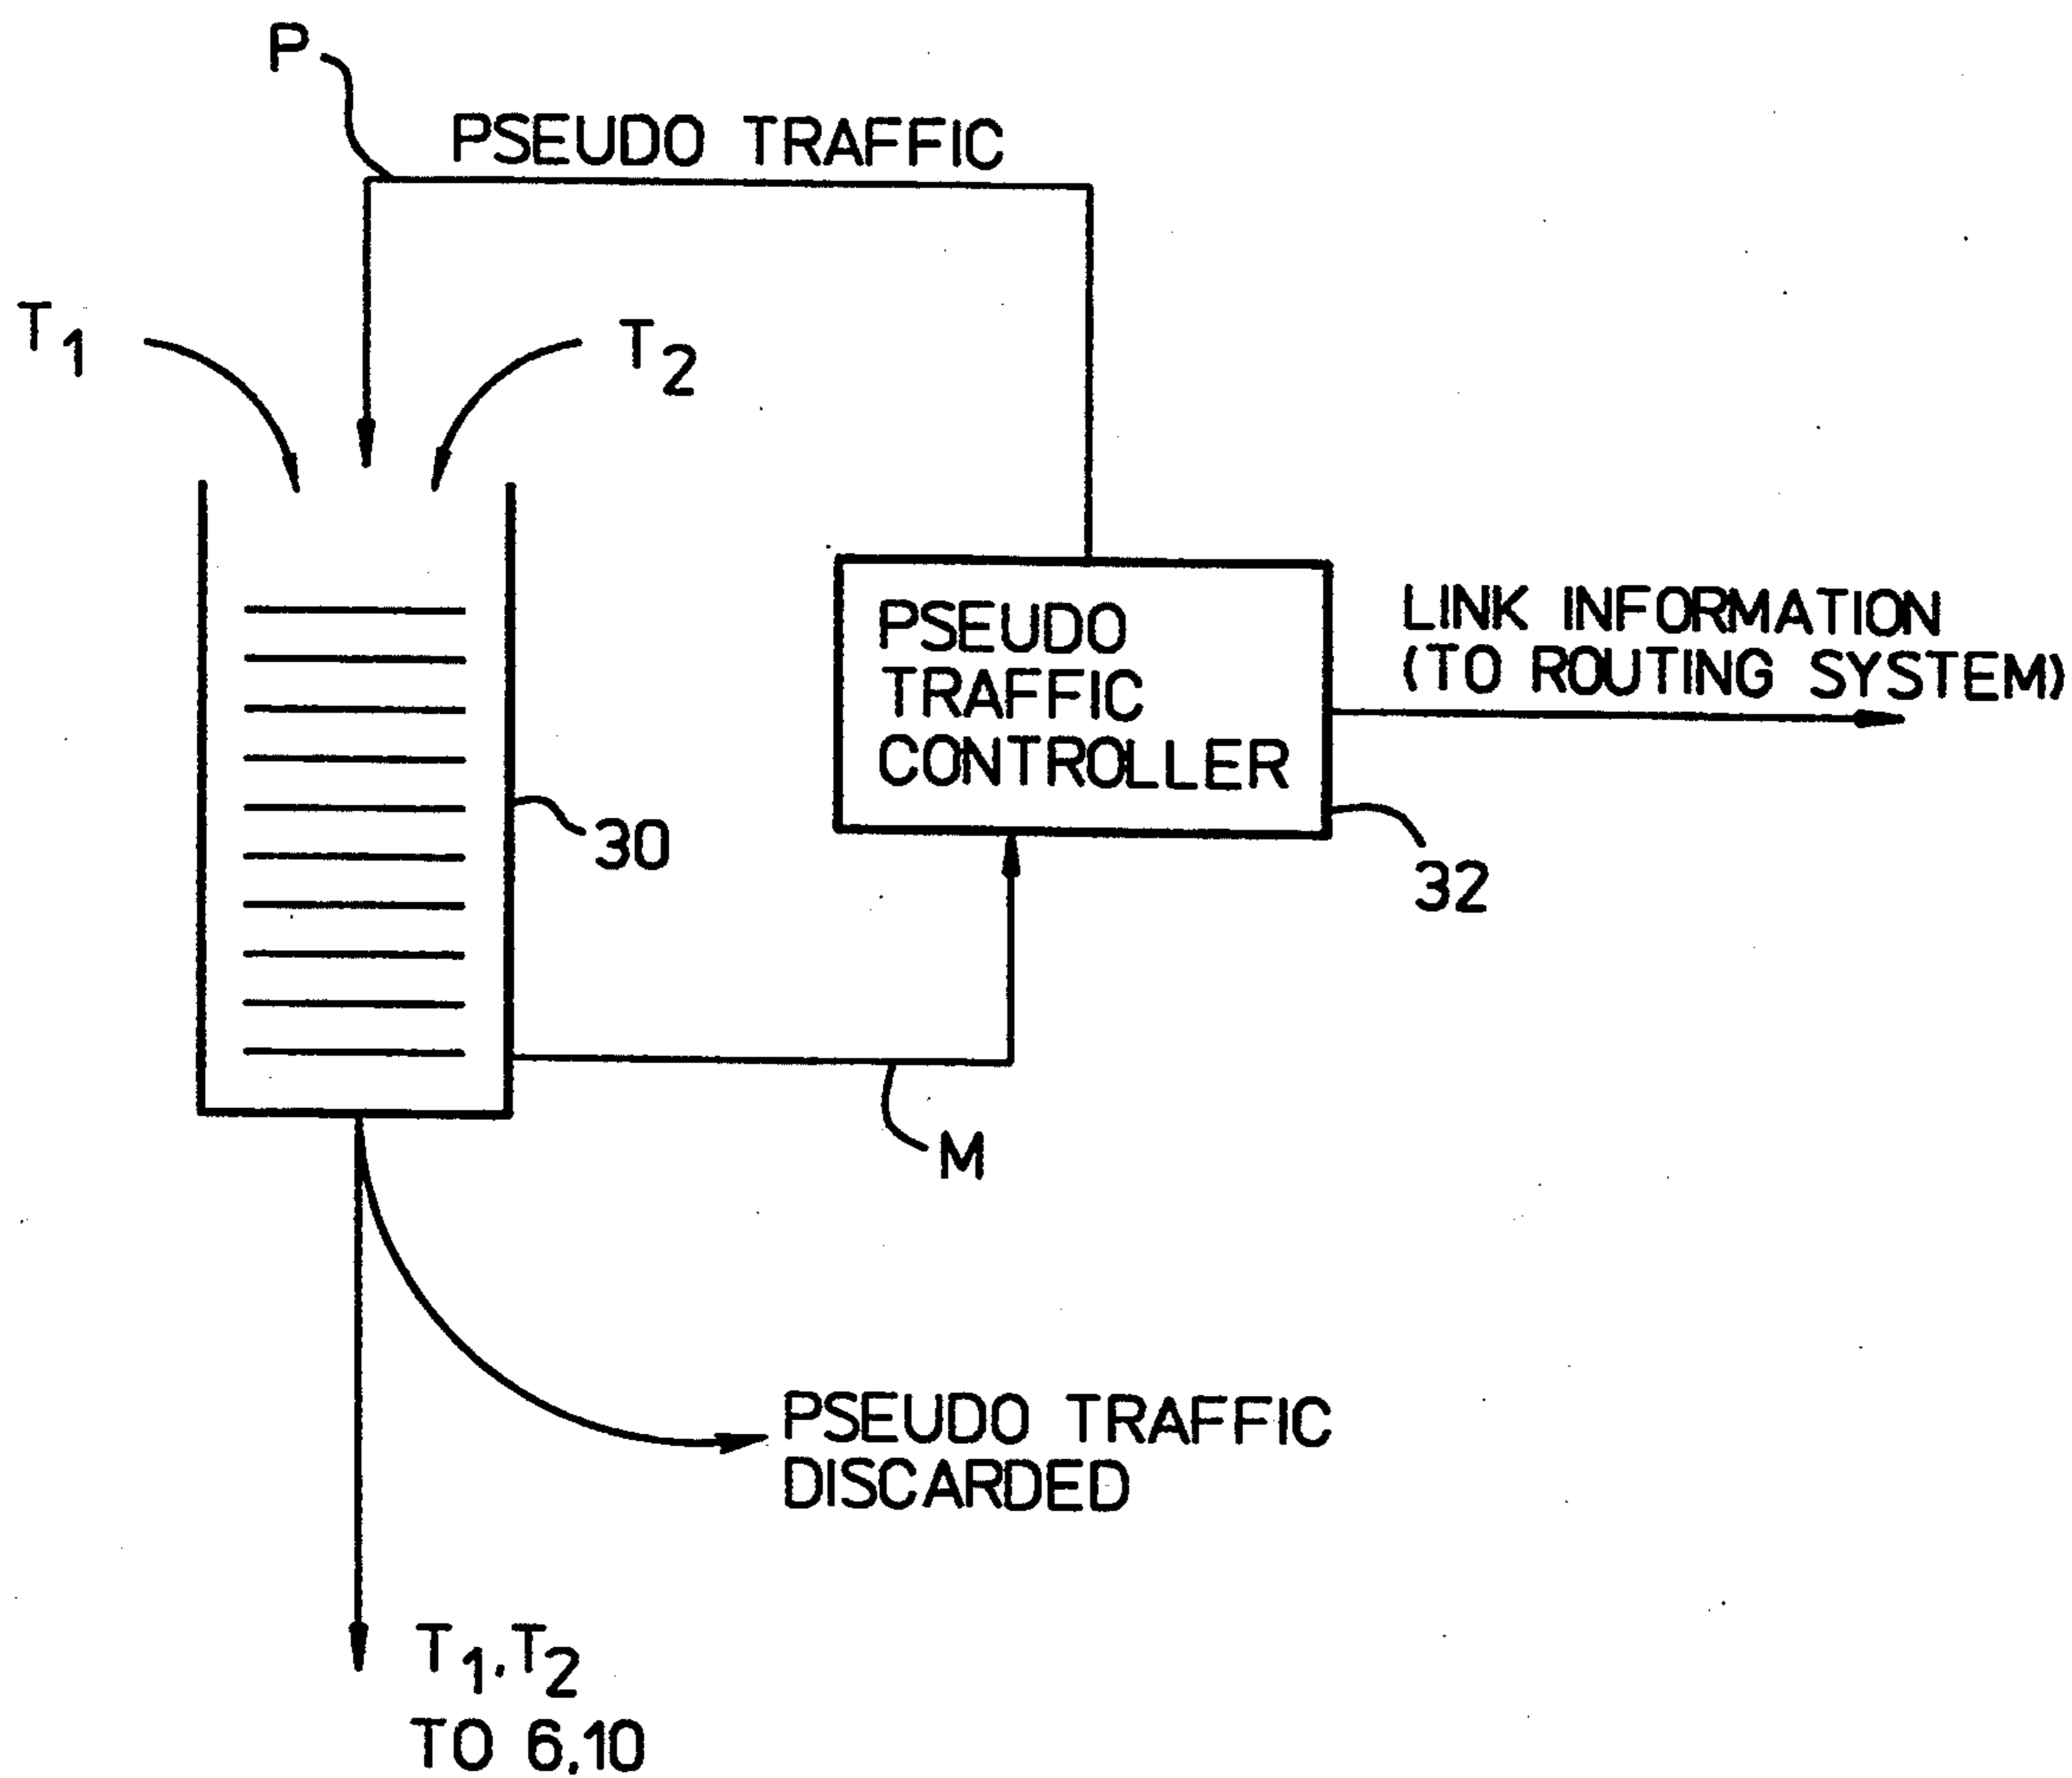 P
PSEUDO TRAFFIC
T1
T2
LINK INFORMATION
(TO ROUTING SYSTEM)
PSEUDO
TRAFFIC
CONTROLLER
30
32
M
PSEUDO TRAFFIC
DISCARDED
T1,T2
TO 6,10